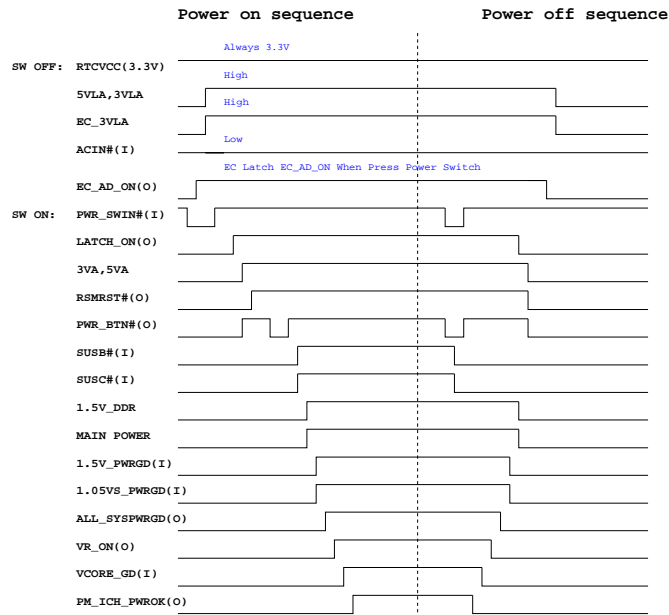 Power on sequence Power off sequence
Always 3.3V
SW OFF: RTCVCC(3.3V)
High
5VLA,3VLA
High
EC_3VLA
Low
ACIN#(I)
EC Latch EC_AD_ON When Press Power Switch
EC_AD_ON(O)
SW ON: PWR_SWIN#(I)
LATCH_ON(O)
3VA,5VA
RSMRST#(O)
PWR_BTN#(O)
SUSB#(I)
SUSC#(I)
1.5V_DDR
MAIN POWER
1.5V_PWRGD(I)
1.05VS_PWRGD(I)
ALL_SYSPWRGD(O)
VR_ON(O)
VCORE_GD(I)
PM_ICH_PWROK(O)